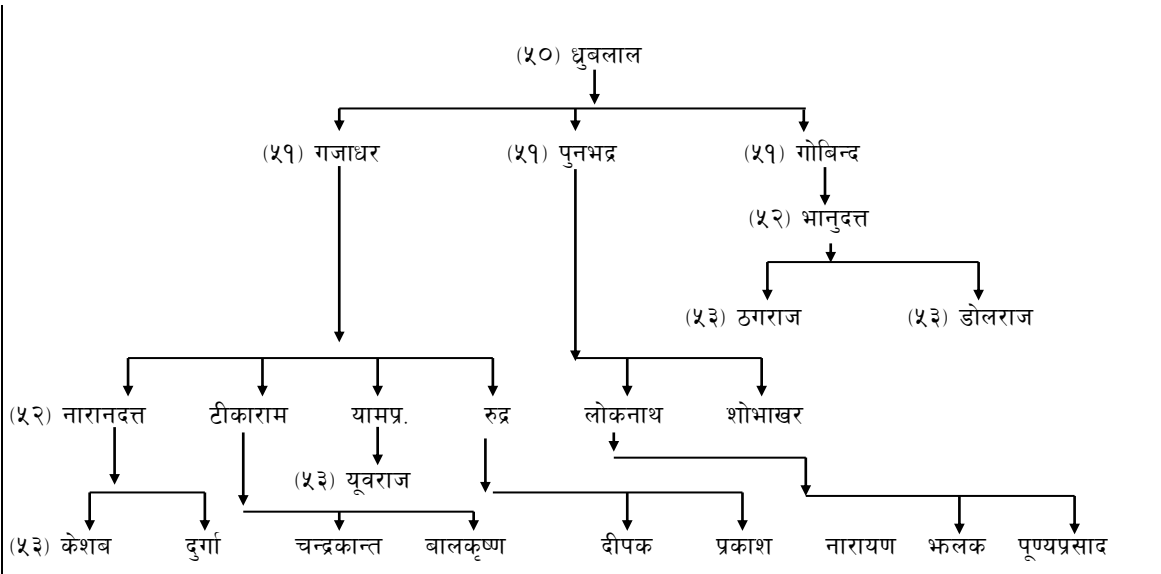 (५०) ध्रुबलाल
(५१) गजाधर (५१) पुनभद्र (५१) गोबिन्द
(५२) भानुदत्त
(५३) ठगराज (५३) डोलराज
(५२) नारानदत्त टीकाराम यामप्र. रुद्र लोकनाथ शोभाखर
(५३) यूवराज
(५३) केशब दुर्गा चन्द्रकान्त बालकृष्ण दीपक प्रकाश नारायण झलक पूण्यप्रसाद